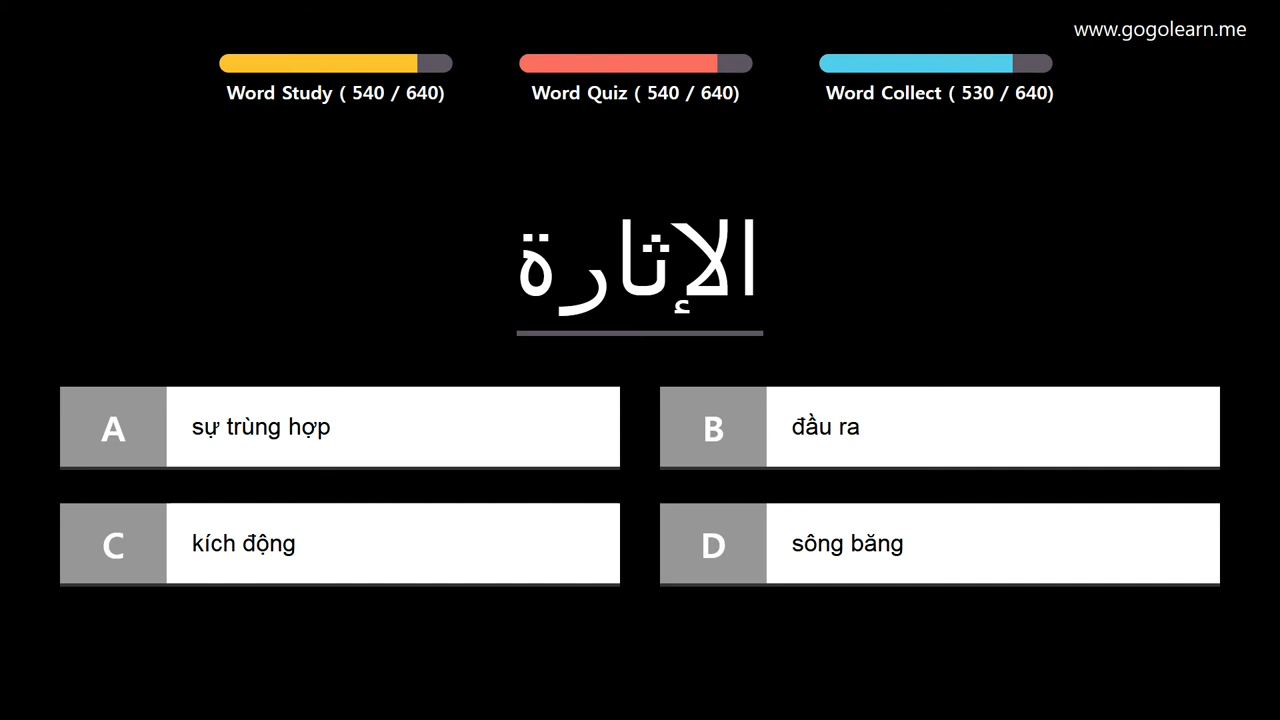 www.gogolearn.me
Word Study ( 540 / 640)
Word Quiz ( 540 / 640)
Word Collect ( 530 / 640)
الإثارة
A
sự trùng hợp
B
đầu ra
C
kích động
D
sông băng